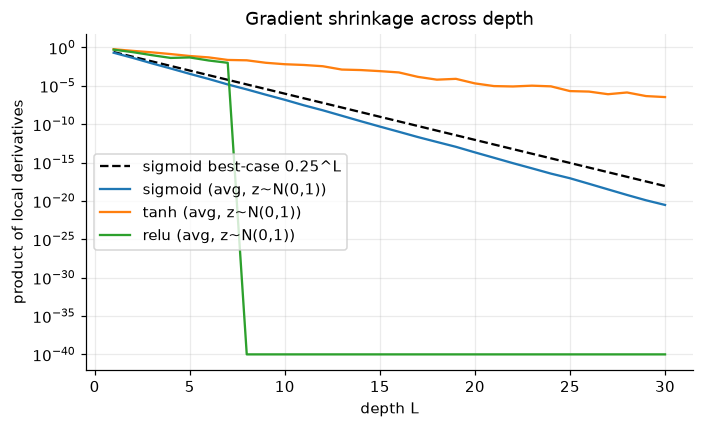 Gradient shrinkage across depth
product of local derivatives
10^0
10^-5
10^-10
10^-15
10^-20
10^-25
10^-30
10^-35
10^-40
sigmoid best-case 0.25^L
sigmoid (avg, z~N(0,1))
tanh (avg, z~N(0,1))
relu (avg, z~N(0,1))
0 5 10 15 20 25 30
depth L